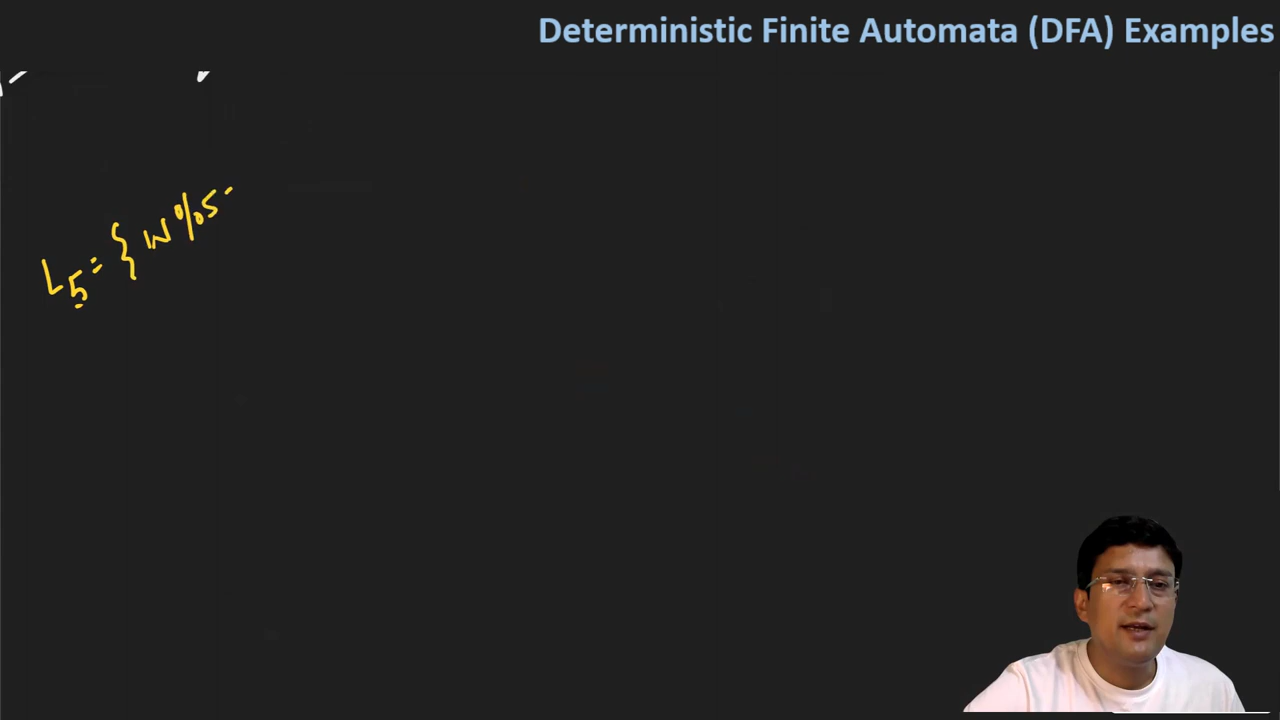 Deterministic Finite Automata (DFA) Examples
L5 = { W%5-